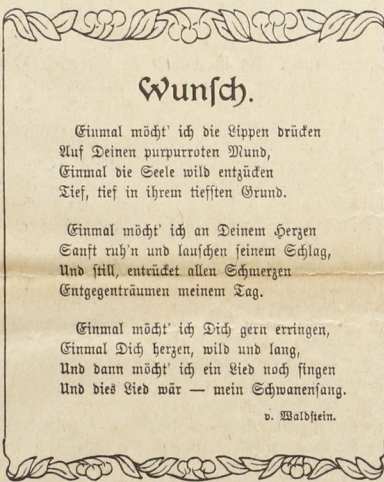 Wunsch.
Einmal möcht' ich die Lippen drücken
Auf Deinen purpurroten Mund,
Einmal die Seele wild entzücken
Tief, tief in ihrem tiefsten Grund.
Einmal möcht' ich an Deinem Herzen
Sanft ruh'n und lauschen seinem Schlag,
Und still, entrücket allen Schmerzen
Entgegenträumen meinem Tag.
Einmal möcht' ich Dich gern erringen,
Einmal Dich herzen, wild und lang,
Und dann möcht' ich ein Lied noch singen
Und dies Lied wär — mein Schwanensang.
v. Waldstein.